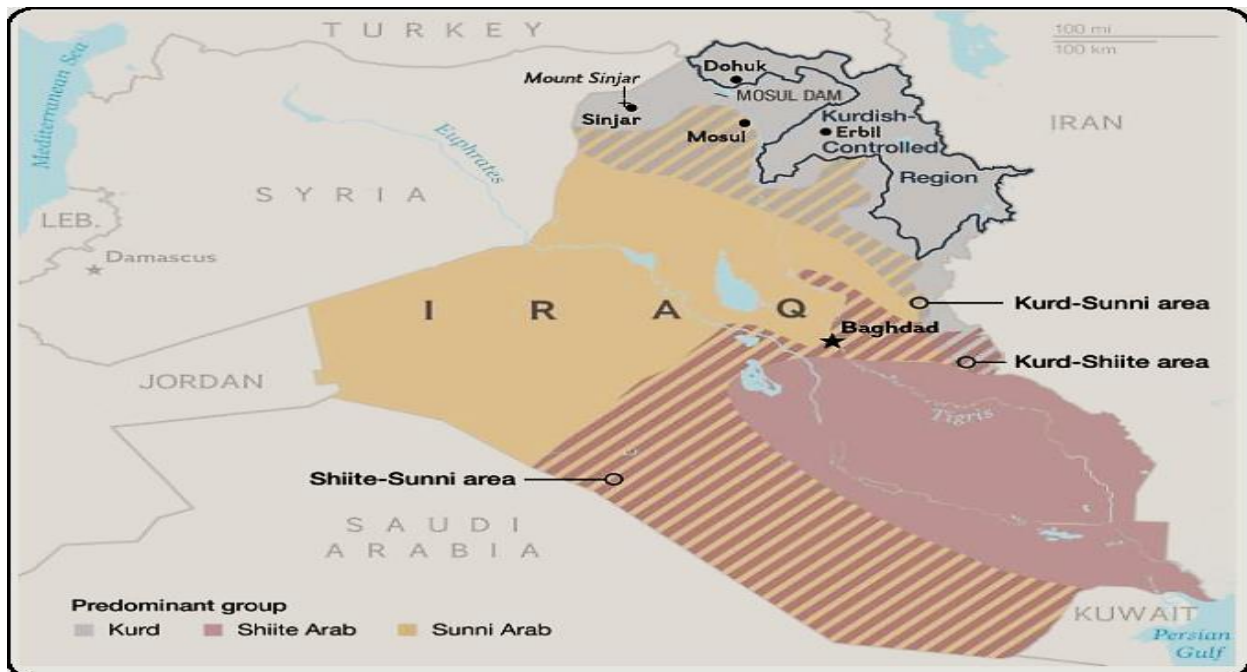 TURKEY
100 mi
100 km
Mediterranean Sea
Mount Sinjar
Dohuk
MOSUL DAM
Sinjar
Mosul
Kurdish-
Erbil
Controlled
Region
IRAN
Euphrates
SYRIA
LEB.
Damascus
IRAQ
Kurd-Sunni area
Baghdad
Kurd-Shiite area
JORDAN
Tigris
Shiite-Sunni area
SAUDI
ARABIA
Predominant group
Kurd
Shiite Arab
Sunni Arab
KUWAIT
Persian
Gulf